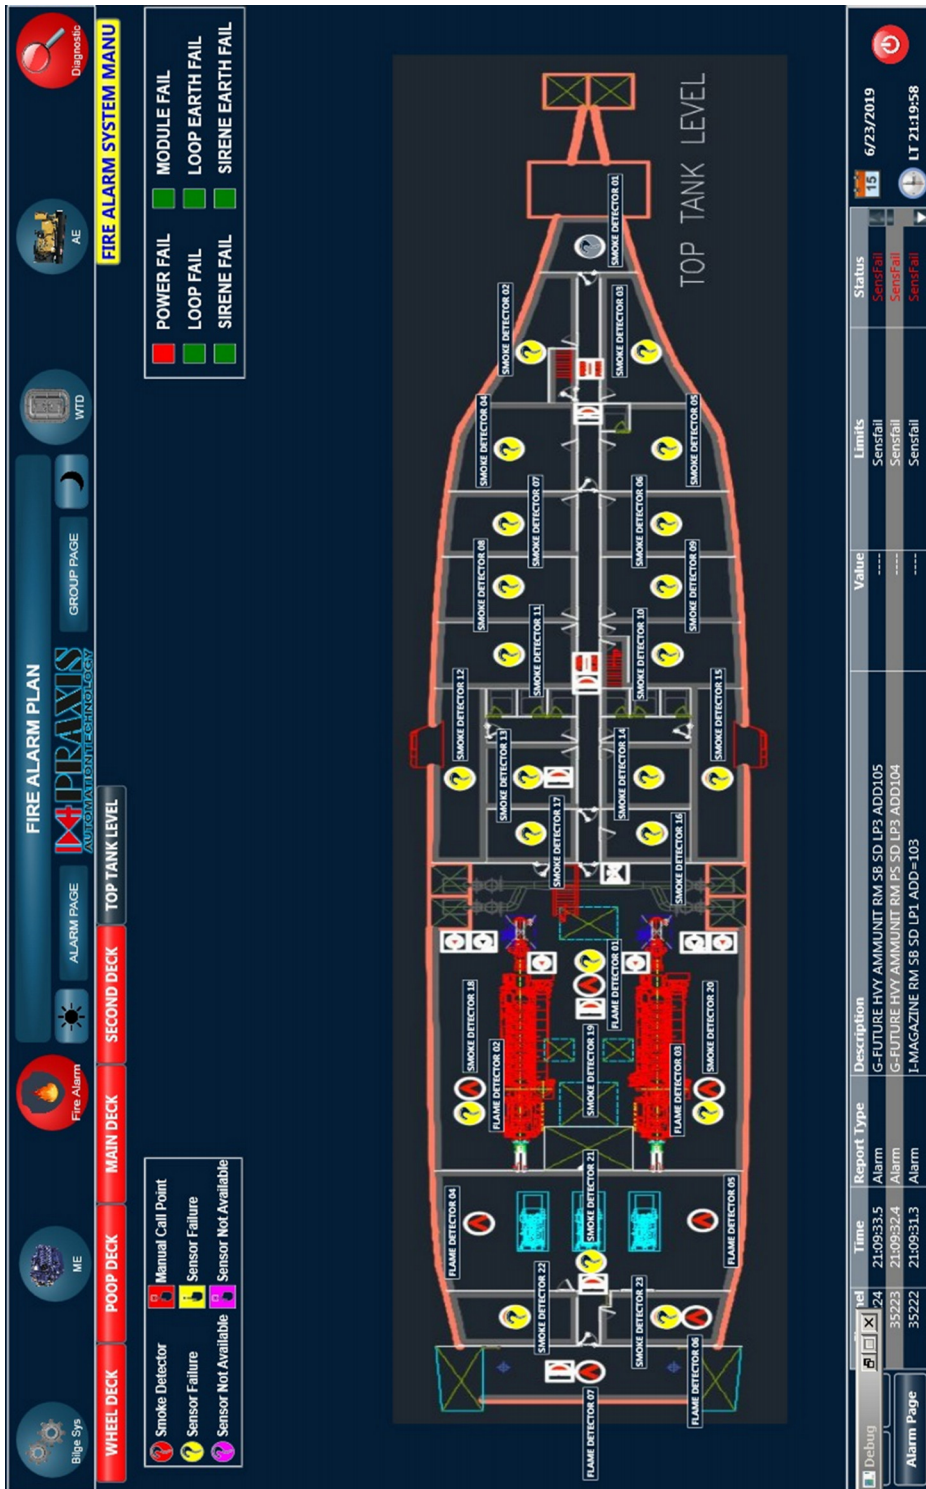 Bilge Sys
ME
Fire Alarm
FIRE ALARM PLAN
ALARM PAGE
PRAXIS
AUTOMATION TECHNOLOGY
GROUP PAGE
WTD
AE
Diagnostic
WHEEL DECK
POOP DECK
MAIN DECK
SECOND DECK
TOP TANK LEVEL
FIRE ALARM SYSTEM MANU
Smoke Detector
Manual Call Point
Sensor Failure
Sensor Failure
Sensor Not Available
Sensor Not Available
POWER FAIL
MODULE FAIL
LOOP FAIL
LOOP EARTH FAIL
SIRENE FAIL
SIRENE EARTH FAIL
FLAME DETECTOR 04
SMOKE DETECTOR 18
FLAME DETECTOR 02
SMOKE DETECTOR 12
SMOKE DETECTOR 08
SMOKE DETECTOR 04
SMOKE DETECTOR 02
SMOKE DETECTOR 13
SMOKE DETECTOR 11
SMOKE DETECTOR 07
SMOKE DETECTOR 22
SMOKE DETECTOR 17
FLAME DETECTOR 07
SMOKE DETECTOR 21
SMOKE DETECTOR 19
FLAME DETECTOR 01
SMOKE DETECTOR 01
SMOKE DETECTOR 23
SMOKE DETECTOR 14
SMOKE DETECTOR 10
SMOKE DETECTOR 06
SMOKE DETECTOR 03
FLAME DETECTOR 03
SMOKE DETECTOR 16
FLAME DETECTOR 06
FLAME DETECTOR 05
SMOKE DETECTOR 20
SMOKE DETECTOR 15
SMOKE DETECTOR 09
SMOKE DETECTOR 05
TOP TANK LEVEL
Time Report Type Description Value Limits Status
24 21:09:33.5 Alarm G-FUTURE HVY AMMUNIT RM SB SD LP3 ADD105 ---- Sensfail SensFail
35223 21:09:32.4 Alarm G-FUTURE HVY AMMUNIT RM PS SD LP3 ADD104 ---- Sensfail SensFail
35222 21:09:31.3 Alarm I-MAGAZINE RM SB SD LP1 ADD=103 ---- Sensfail SensFail
Debug
Alarm Page
15
6/23/2019
LT 21:19:58